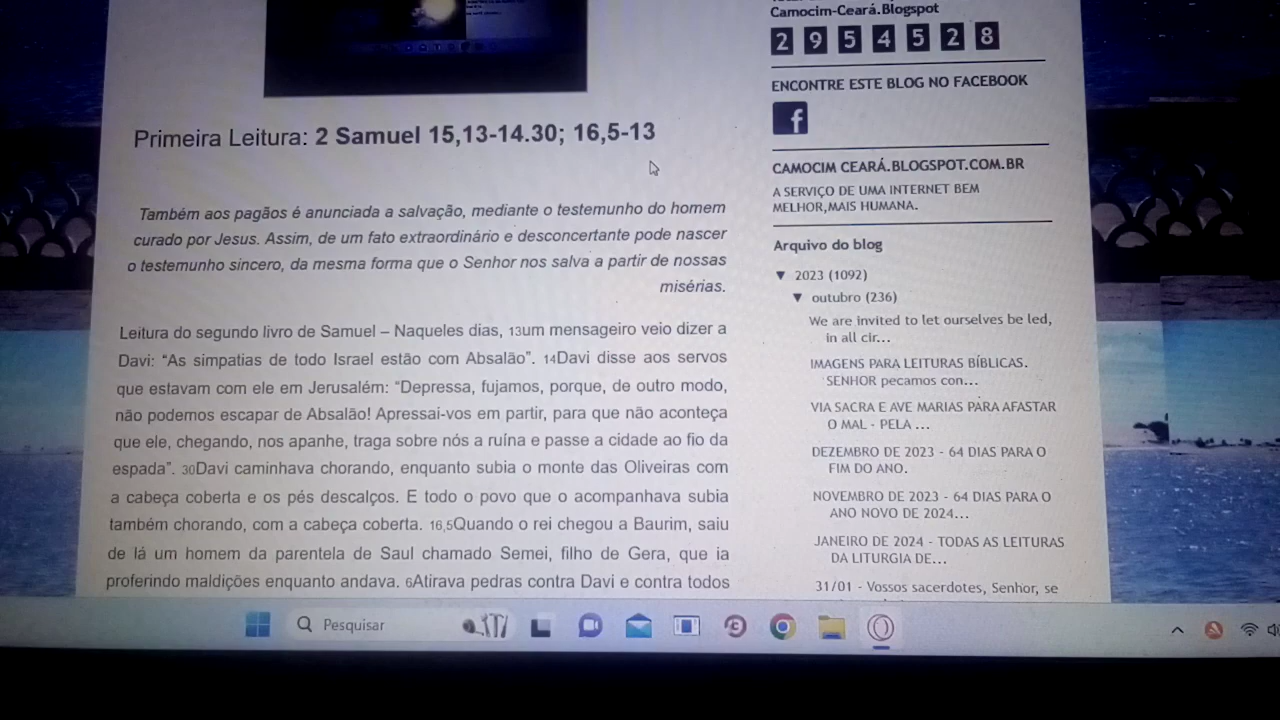 Primeira Leitura: 2 Samuel 15,13-14.30; 16,5-13
Também aos pagãos é anunciada a salvação, mediante o testemunho do homem
curado por Jesus. Assim, de um fato extraordinário e desconcertante pode nascer
o testemunho sincero, da mesma forma que o Senhor nos salva a partir de nossas
misérias.
Leitura do segundo livro de Samuel – Naqueles dias, 13um mensageiro veio dizer a
Davi: “As simpatias de todo Israel estão com Absalão”. 14Davi disse aos servos
que estavam com ele em Jerusalém: “Depressa, fujamos, porque, de outro modo,
não podemos escapar de Absalão! Apressai-vos em partir, para que não aconteça
que ele, chegando, nos apanhe, traga sobre nós a ruína e passe a cidade ao fio da
espada”. 30Davi caminhava chorando, enquanto subia o monte das Oliveiras com
a cabeça coberta e os pés descalços. E todo o povo que o acompanhava subia
também chorando, com a cabeça coberta. 16,5Quando o rei chegou a Baurim, saiu
de lá um homem da parentela de Saul chamado Semei, filho de Gera, que ia
proferindo maldições enquanto andava. 6Atirava pedras contra Davi e contra todos
Camocim-Ceará.Blogspot
2954528
ENCONTRE ESTE BLOG NO FACEBOOK
f
CAMOCIM CEARÁ.BLOGSPOT.COM.BR
A SERVIÇO DE UMA INTERNET BEM
MELHOR,MAIS HUMANA.
Arquivo do blog
▼ 2023 (1092)
▼ outubro (236)
We are invited to let ourselves be led,
in all cir...
IMAGENS PARA LEITURAS BÍBLICAS.
SENHOR pecamos con...
VIA SACRA E AVE MARIAS PARA AFASTAR
O MAL - PELA ...
DEZEMBRO DE 2023 - 64 DIAS PARA O
FIM DO ANO.
NOVEMBRO DE 2023 - 64 DIAS PARA O
ANO NOVO DE 2024...
JANEIRO DE 2024 - TODAS AS LEITURAS
DA LITURGIA DE...
31/01 - Vossos sacerdotes, Senhor, se
Pesquisar